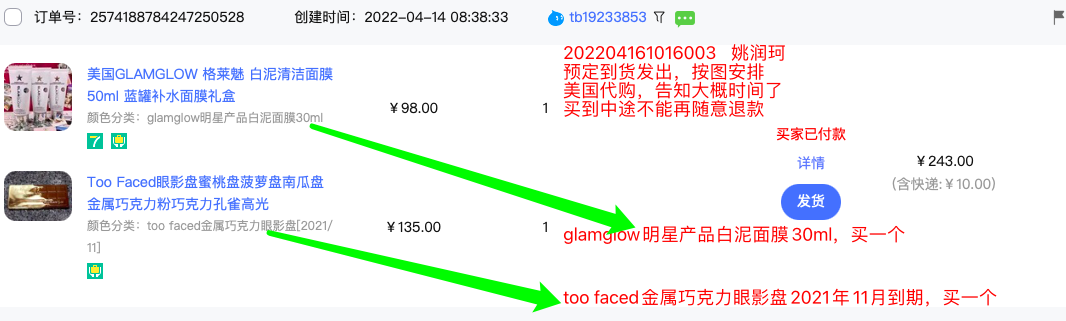 订单号：2574188784247250528 创建时间：2022-04-14 08:38:33 tb19233853
202204161016003 姚润珂
预定到货发出，按图安排
美国代购，告知大概时间了
买到中途不能再随意退款
美国GLAMGLOW 格莱魅 白泥清洁面膜
50ml 蓝罐补水面膜礼盒
颜色分类：glamglow明星产品白泥面膜30ml
7
￥98.00
1
买家已付款
详情
发货
￥243.00
(含快递:￥10.00)
Too Faced眼影盘蜜桃盘菠萝盘南瓜盘
金属巧克力粉巧克力孔雀高光
颜色分类：too faced金属巧克力眼影盘[2021/
11]
￥135.00
1
glamglow明星产品白泥面膜30ml，买一个
too faced金属巧克力眼影盘2021年11月到期，买一个